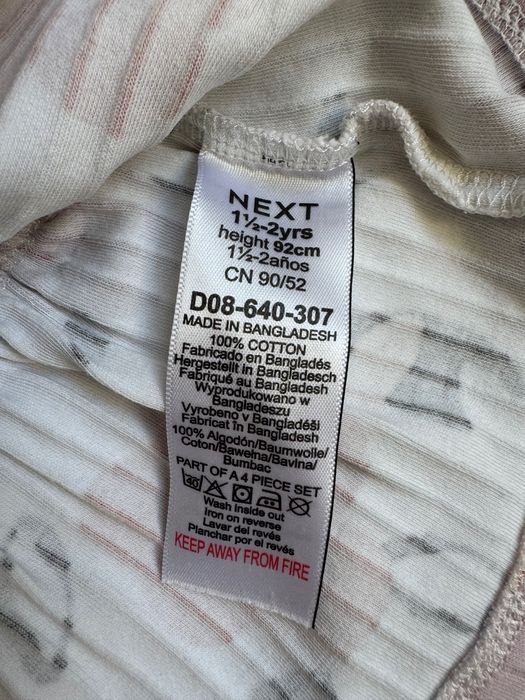 NEXT
1½-2yrs
height 92cm
1½-2años
CN 90/52
D08-640-307
MADE IN BANGLADESH
100% COTTON
Fabricado en Bangladés
Hergestellt in Bangladesch
Fabriqué au Bangladesh
Wyprodukowano w
Bangladeszu
Vyrobeno v Bangladéši
Fabricat în Bangladesh
100% Algodón/Baumwolle/
Coton/Bawełna/Bavlna/
Bumbac
PART OF A 4 PIECE SET
40
Wash inside out
Iron on reverse
Lavar del revés
Planchar por el revés
KEEP AWAY FROM FIRE